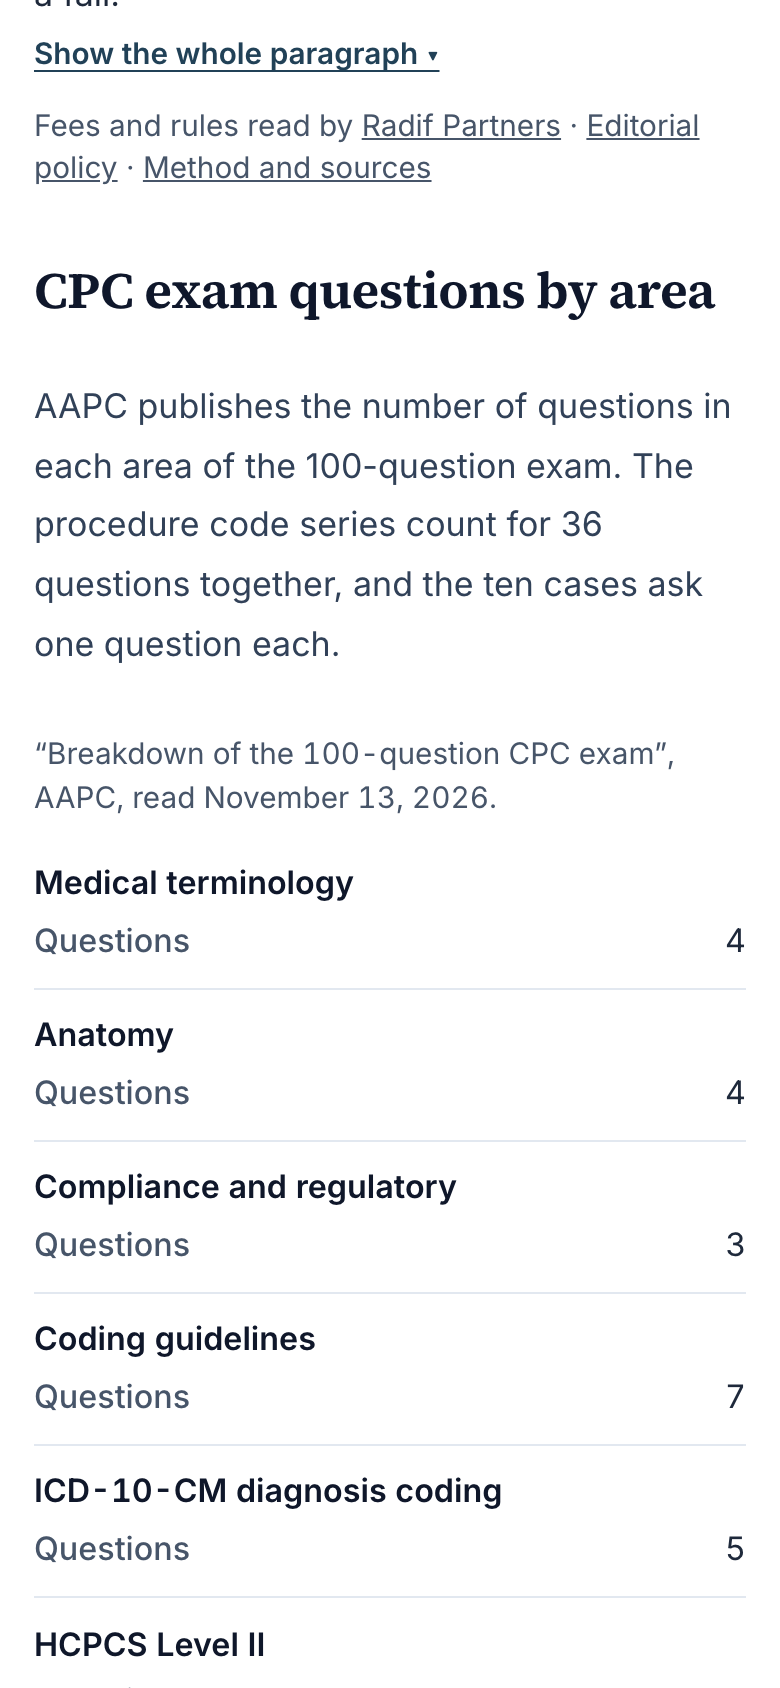 a fall.
Show the whole paragraph ▾
Fees and rules read by Radif Partners · Editorial
policy · Method and sources
CPC exam questions by area
AAPC publishes the number of questions in
each area of the 100-question exam. The
procedure code series count for 36
questions together, and the ten cases ask
one question each.
“Breakdown of the 100-question CPC exam”,
AAPC, read November 13, 2026.
Medical terminology
Questions 4
Anatomy
Questions 4
Compliance and regulatory
Questions 3
Coding guidelines
Questions 7
ICD-10-CM diagnosis coding
Questions 5
HCPCS Level II